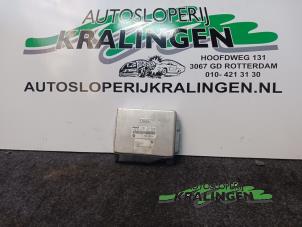 AUTOSLOPERIJ
KRALINGEN
HOOFDWEG 131
3067 GD ROTTERDAM
010- 421 31 30
AUTOSLOPERIJKRALINGEN.NL
AUTOSLOPERIJ
KRALINGEN